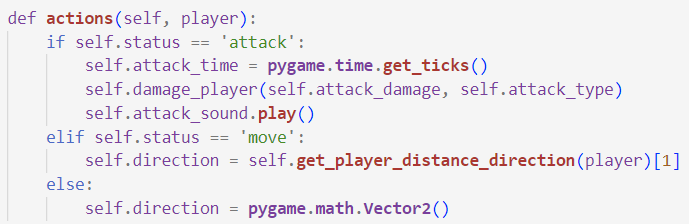 def actions(self, player):
    if self.status == 'attack':
        self.attack_time = pygame.time.get_ticks()
        self.damage_player(self.attack_damage, self.attack_type)
        self.attack_sound.play()
    elif self.status == 'move':
        self.direction = self.get_player_distance_direction(player)[1]
    else:
        self.direction = pygame.math.Vector2()